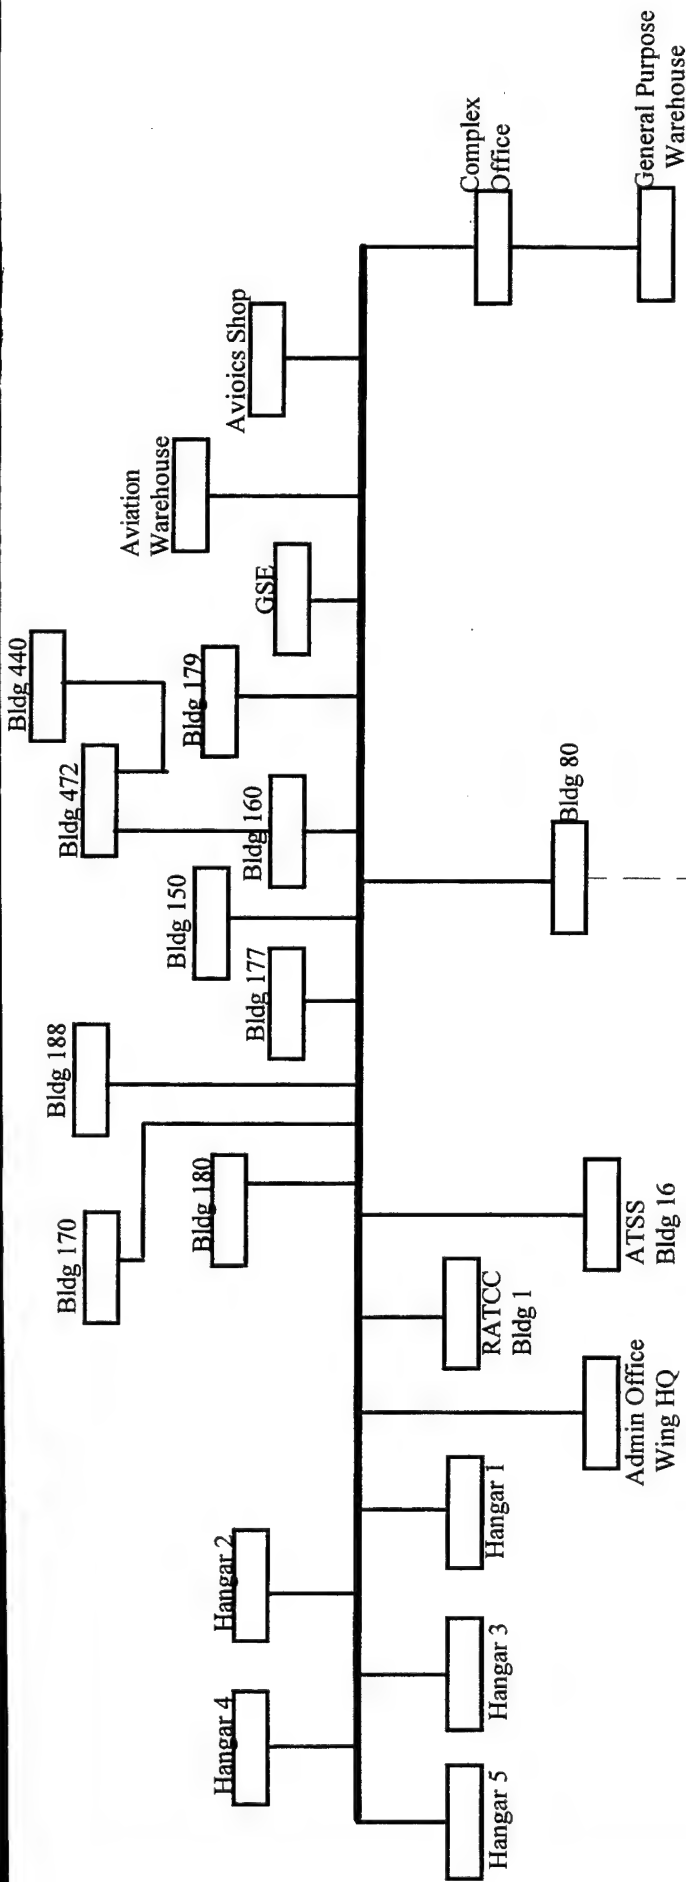 Hangar 5
Hangar 4
Hangar 3
Hangar 2
Hangar 1
Admin Office
Wing HQ
RATCC
Bldg 1
ATSS
Bldg 16
Bldg 170
Bldg 180
Bldg 188
Bldg 177
Bldg 150
Bldg 80
Bldg 160
Bldg 472
Bldg 440
Bldg 179
GSE
Aviation
Warehouse
Avioics Shop
Complex
Office
General Purpose
Warehouse